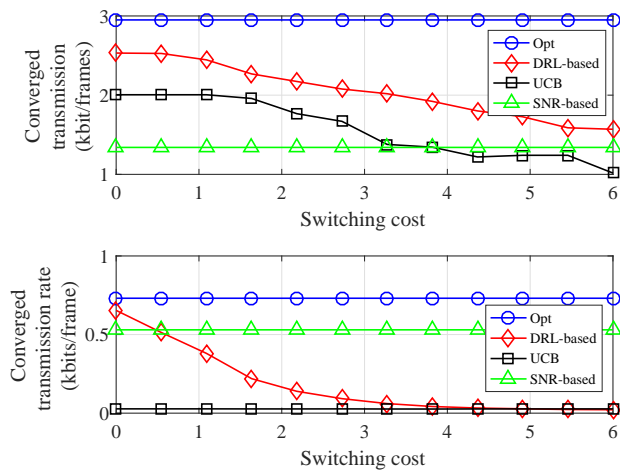 Converged
transmission
(kbit/frames)
3
2
1
Opt
DRL-based
UCB
SNR-based
0 1 2 3 4 5 6
Switching cost
Converged
transmission rate
(kbits/frame)
1
0.5
0
Opt
DRL-based
UCB
SNR-based
0 1 2 3 4 5 6
Switching cost